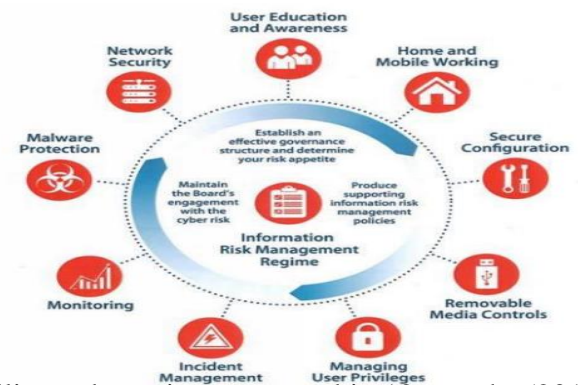 User Education
and Awareness
Home and
Mobile Working
Secure
Configuration
Removable
Media Controls
Managing
User Privileges
Incident
Management
Monitoring
Malware
Protection
Network
Security
Establish an
effective governance
structure and determine
your risk appetite
Produce
supporting
information risk
management
policies
Maintain
the Board's
engagement
with the
cyber risk
Information
Risk Management
Regime